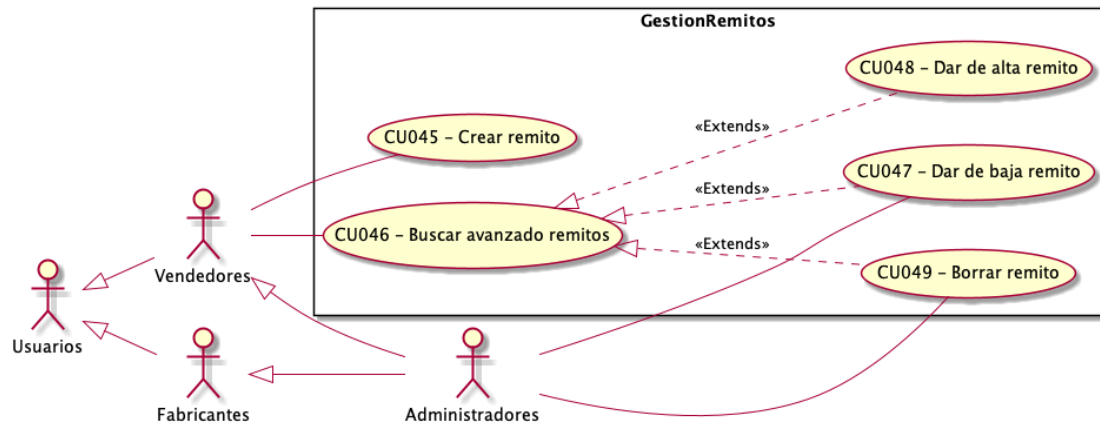 GestionRemitos
CU048 – Dar de alta remito
«Extends»
CU045 – Crear remito
CU047 – Dar de baja remito
«Extends»
CU046 – Buscar avanzado remitos
«Extends»
CU049 – Borrar remito
Vendedores
Usuarios
Fabricantes
Administradores